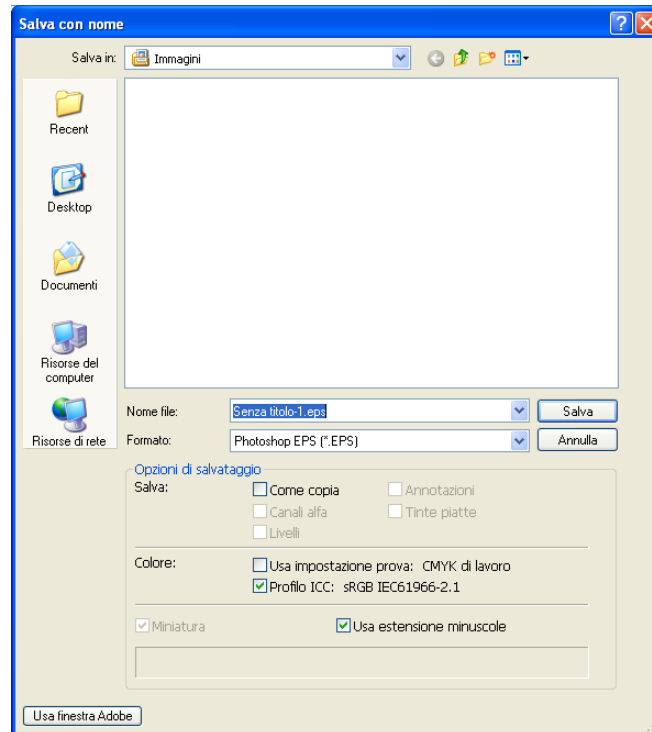 Salva con nome
Salva in: Immagini
Recent
Desktop
Documenti
Risorse del
computer
Risorse di rete
Nome file: Senza titolo-1.eps Salva
Formato: Photoshop EPS (*.EPS) Annulla
Opzioni di salvataggio
Salva: Come copia Annotazioni
Canali alfa Tinte piatte
Livelli
Colore: Usa impostazione prova: CMYK di lavoro
Profilo ICC: sRGB IEC61966-2.1
Miniatura Usa estensione minuscole
Usa finestra Adobe